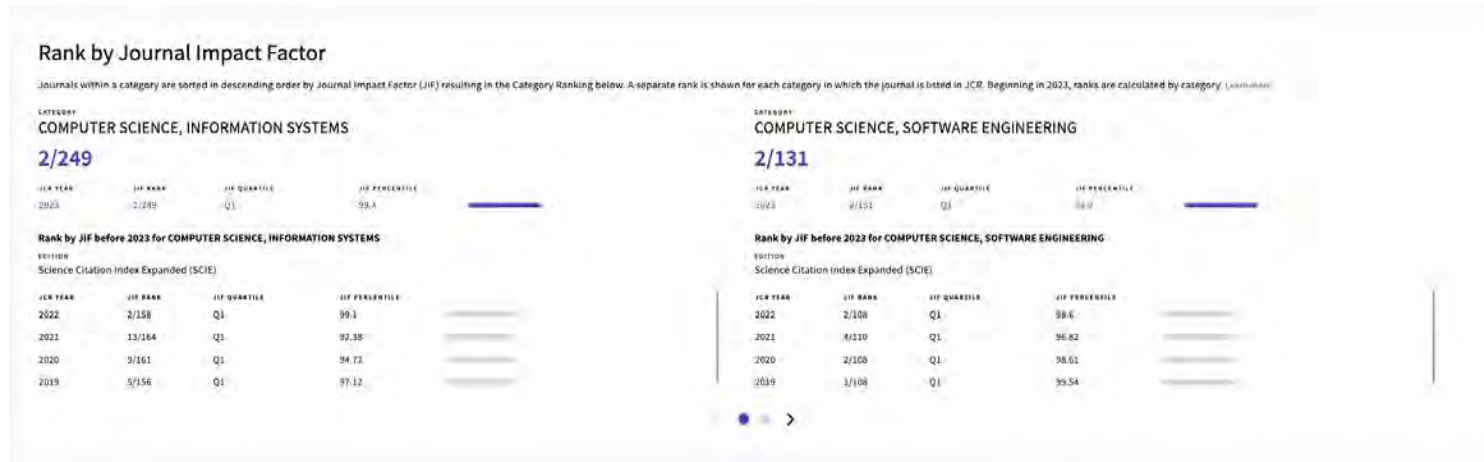 Rank by Journal Impact Factor
Journals within a category are sorted in descending order by Journal Impact Factor (JIF) resulting in the Category Ranking below. A separate rank is shown for each category in which the journal is listed in JCR. Beginning in 2023, ranks are calculated by category. Learn more
CATEGORY
COMPUTER SCIENCE, INFORMATION SYSTEMS
2/249
JCR YEAR JIF RANK JIF QUARTILE JIF PERCENTILE
2023 2/249 Q1 99.4
Rank by JIF before 2023 for COMPUTER SCIENCE, INFORMATION SYSTEMS
EDITION
Science Citation Index Expanded (SCIE)
JCR YEAR JIF RANK JIF QUARTILE JIF PERCENTILE
2022 2/158 Q1 99.1
2021 13/164 Q1 92.38
2020 9/161 Q1 94.72
2019 5/156 Q1 97.12
CATEGORY
COMPUTER SCIENCE, SOFTWARE ENGINEERING
2/131
JCR YEAR JIF RANK JIF QUARTILE JIF PERCENTILE
2023 2/131 Q1
Rank by JIF before 2023 for COMPUTER SCIENCE, SOFTWARE ENGINEERING
EDITION
Science Citation Index Expanded (SCIE)
JCR YEAR JIF RANK JIF QUARTILE JIF PERCENTILE
2022 2/108 Q1 98.6
2021 4/110 Q1 96.82
2020 2/108 Q1 98.61
2019 1/108 Q1 99.54